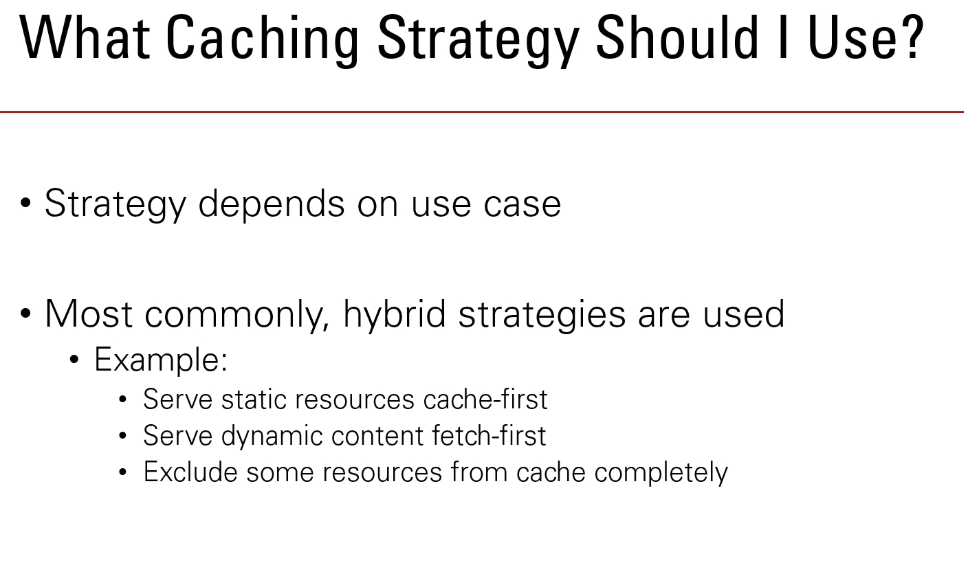 What Caching Strategy Should I Use?
• Strategy depends on use case
• Most commonly, hybrid strategies are used
• Example:
• Serve static resources cache-first
• Serve dynamic content fetch-first
• Exclude some resources from cache completely